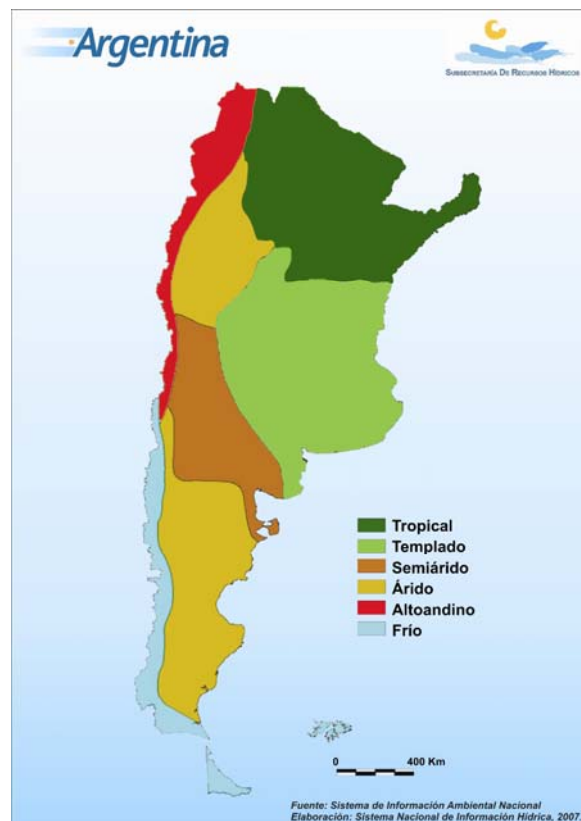 Argentina
SUBSECRETARÍA DE RECURSOS HÍDRICOS
Tropical
Templado
Semiárido
Árido
Altoandino
Frío
0 400 Km
Fuente: Sistema de Información Ambiental Nacional
Elaboración: Sistema Nacional de Información Hídrica, 2007.